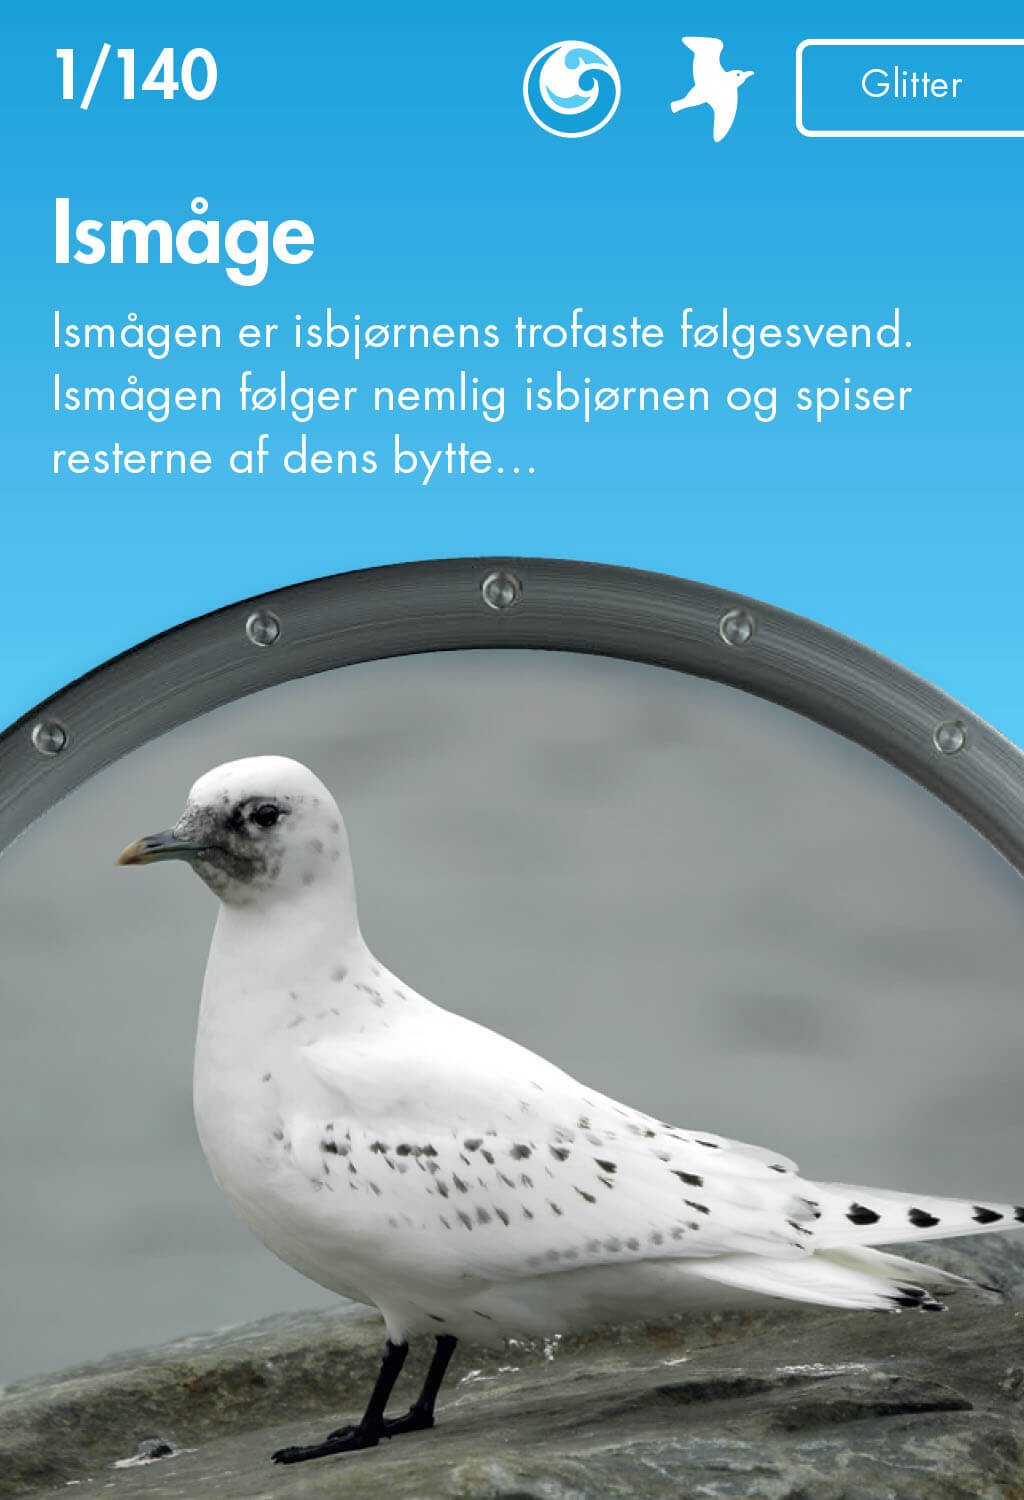 1/140
Glitter
Ismåge
Ismågen er isbjørnens trofaste følgesvend.
Ismågen følger nemlig isbjørnen og spiser
resterne af dens bytte...